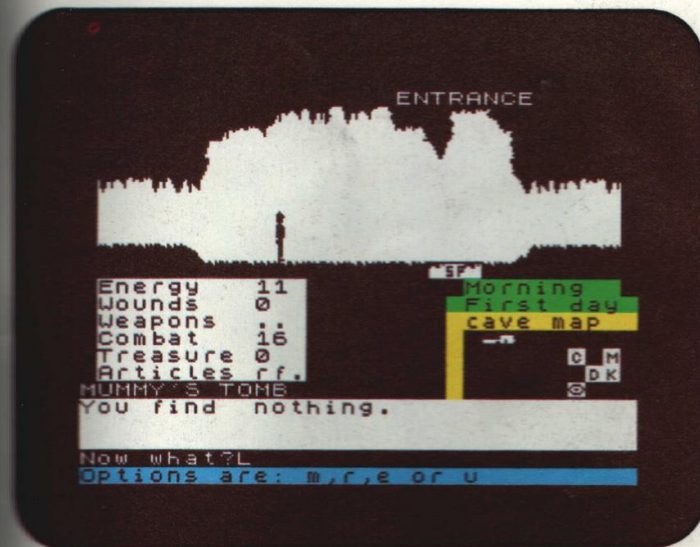 ENTRANCE
SF
Energy 11
Wounds 0
Weapons ..
Combat 16
Treasure 0
Articles rf.
Morning
First day
cave map
C M
D K
MUMMY'S TOMB
You find nothing.
Now what?L
Options are: m,r,e or u